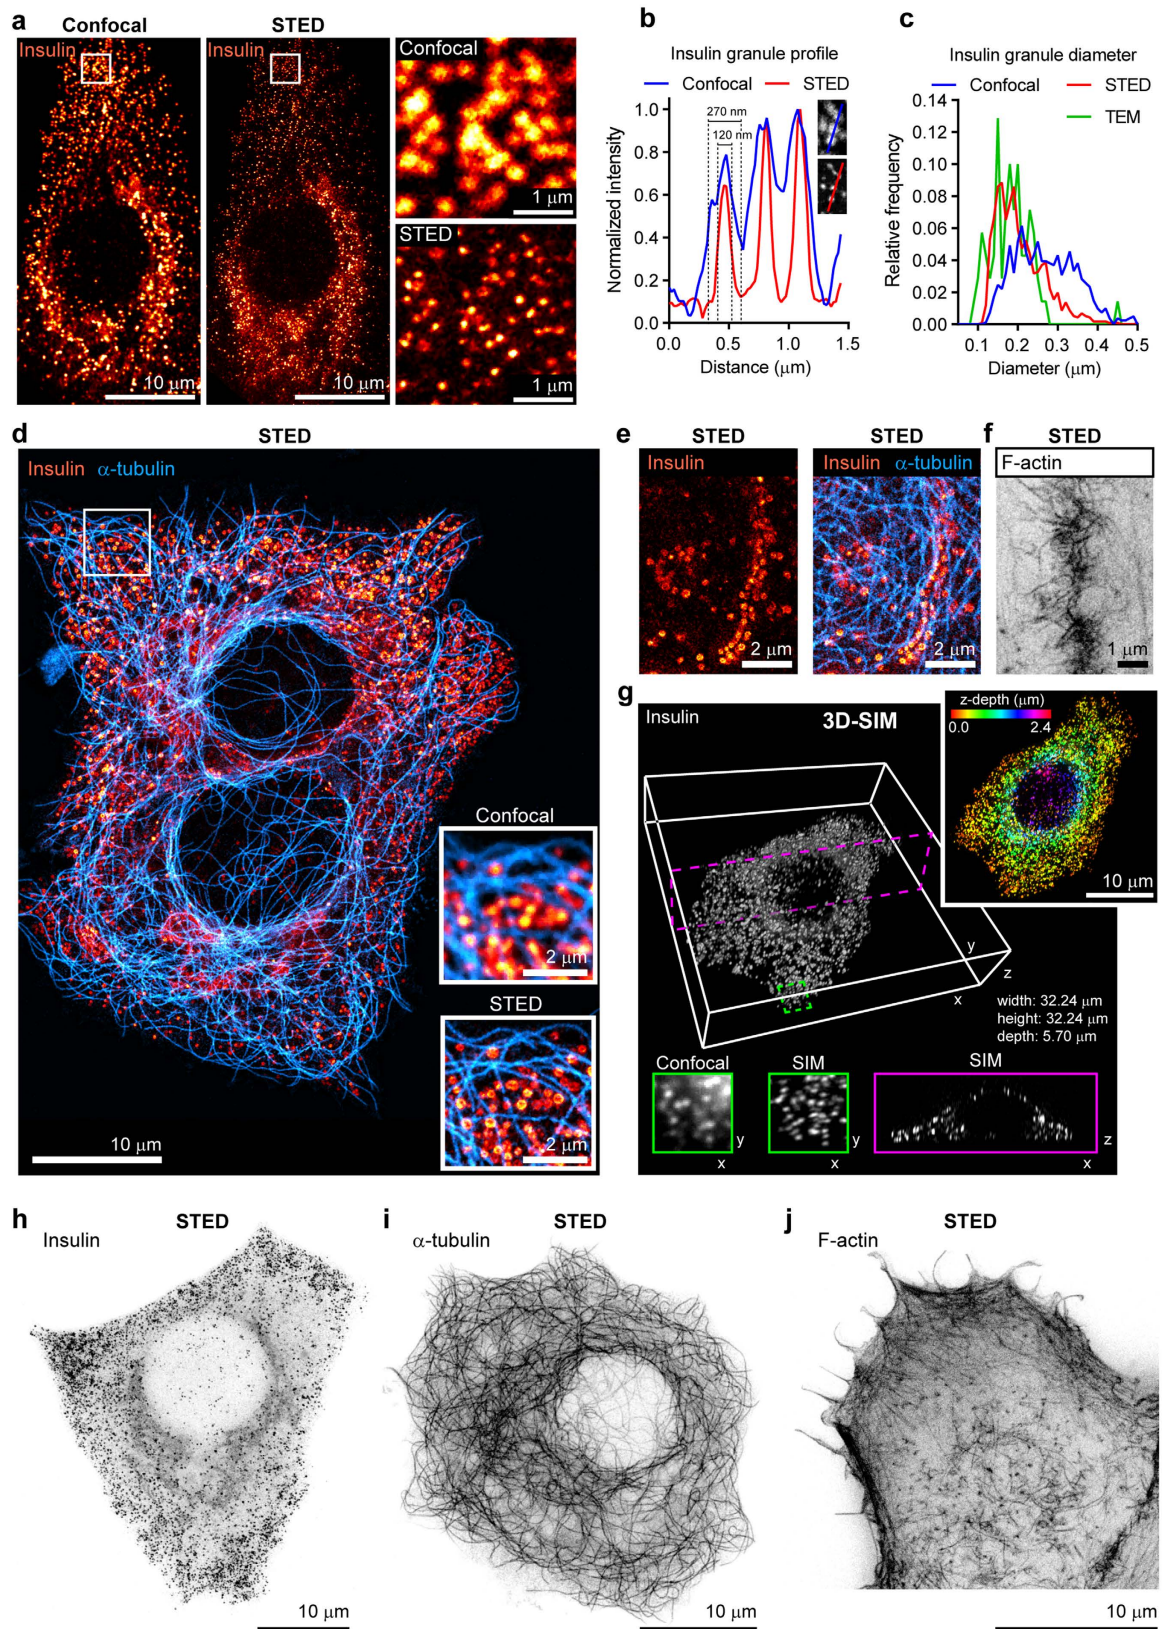 a
Confocal
STED
Insulin
Insulin
Confocal
1 μm
STED
1 μm
10 μm
10 μm
b
Insulin granule profile
Confocal
STED
270 nm
120 nm
Normalized intensity
1.0
0.8
0.6
0.4
0.2
0.0
0.0
0.5
1.0
1.5
Distance (μm)
c
Insulin granule diameter
Confocal
STED
TEM
Relative frequency
0.14
0.12
0.10
0.08
0.06
0.04
0.02
0.00
0.1
0.2
0.3
0.4
0.5
Diameter (μm)
d
STED
Insulin α-tubulin
Confocal
2 μm
STED
2 μm
10 μm
e
STED
Insulin
2 μm
STED
Insulin α-tubulin
2 μm
f
STED
F-actin
1 μm
g
Insulin
3D-SIM
z-depth (μm)
0.0
2.4
10 μm
y
z
x
width: 32.24 μm
height: 32.24 μm
depth: 5.70 μm
Confocal
y
x
SIM
y
x
SIM
z
x
h
STED
Insulin
10 μm
i
STED
α-tubulin
10 μm
j
STED
F-actin
10 μm